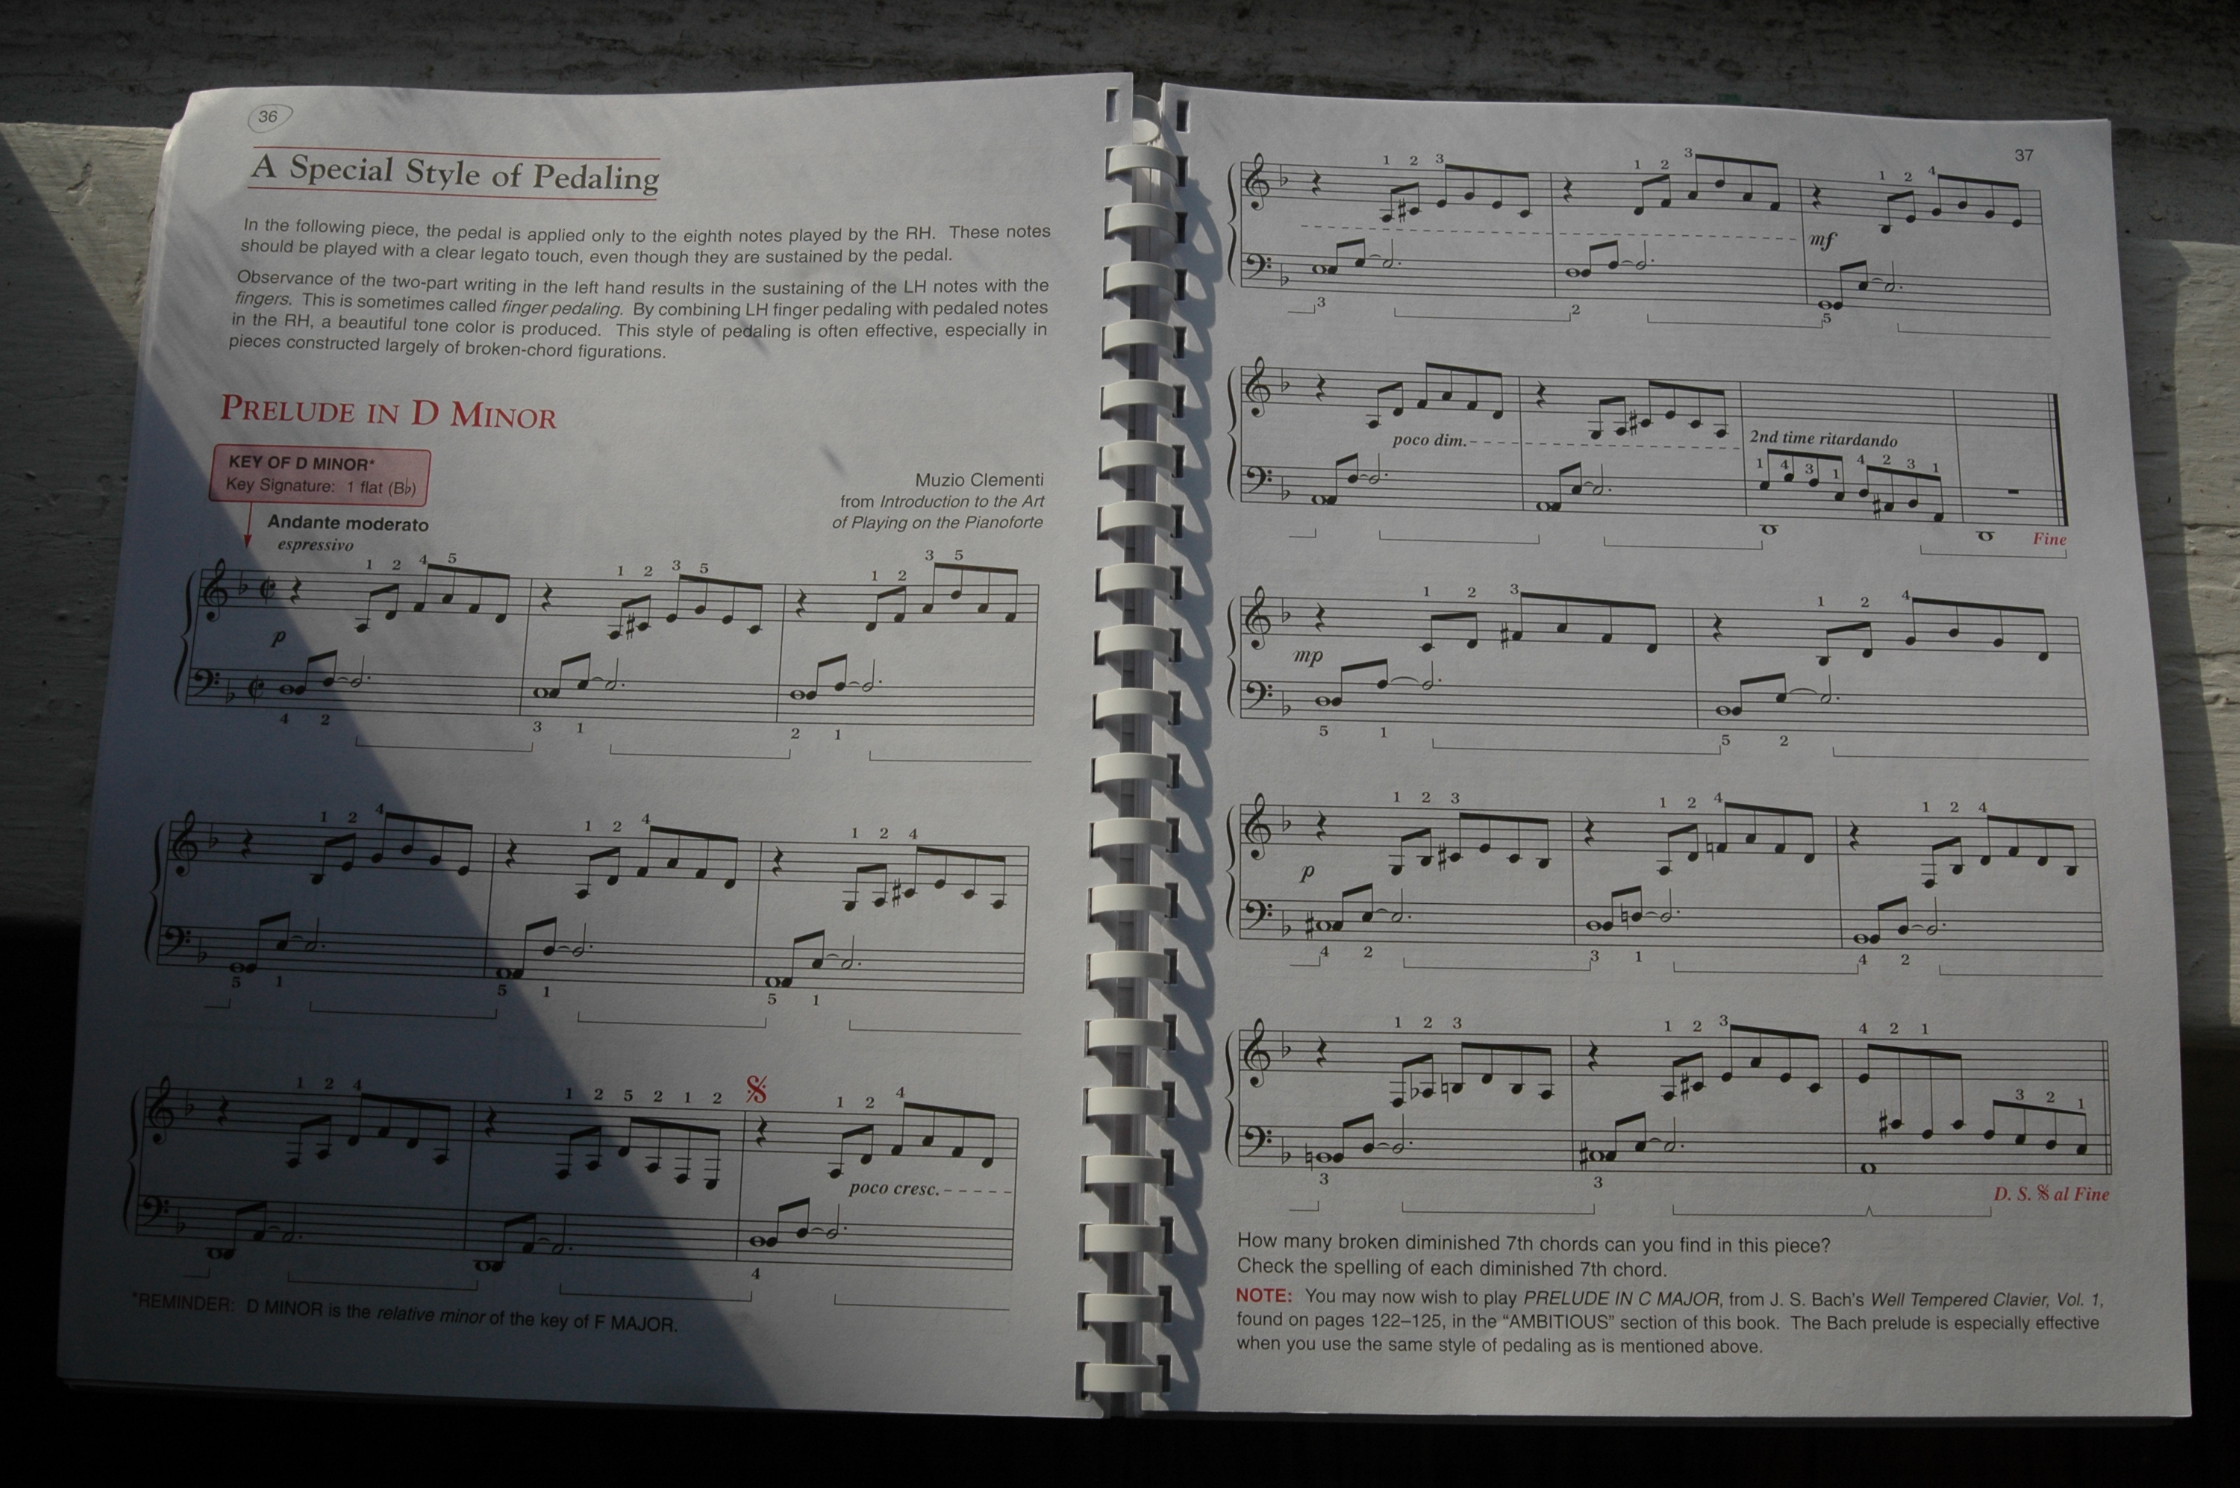 36
A Special Style of Pedaling
In the following piece, the pedal is applied only to the eighth notes played by the RH. These notes
should be played with a clear legato touch, even though they are sustained by the pedal.
Observance of the two-part writing in the left hand results in the sustaining of the LH notes with the
fingers. This is sometimes called finger pedaling. By combining LH finger pedaling with pedaled notes
in the RH, a beautiful tone color is produced. This style of pedaling is often effective, especially in
pieces constructed largely of broken-chord figurations.
PRELUDE IN D MINOR
KEY OF D MINOR*
Key Signature: 1 flat (B♭)
Muzio Clementi
from Introduction to the Art
of Playing on the Pianoforte
Andante moderato
espressivo
1 2 4 5 1 2 3 5 1 2 3 5
p
4 2 3 1 2 1
1 2 4 1 2 4 1 2 4
5 1 5 1 5 1
1 2 4 1 2 5 2 1 2 1 2 4
poco cresc.
4
*REMINDER: D MINOR is the relative minor of the key of F MAJOR.
37
1 2 3 1 2 3 1 2 4
mf
3 2 5
poco dim.
2nd time ritardando
1 4 3 1 4 2 3 1
Fine
1 2 3 1 2 4
mp
5 1 5 2
1 2 3 1 2 4 1 2 4
p
4 2 3 1 4 2
1 2 3 1 2 3 4 2 1
3 2 1
3 3
D. S. 𝄋 al Fine
How many broken diminished 7th chords can you find in this piece?
Check the spelling of each diminished 7th chord.
NOTE: You may now wish to play PRELUDE IN C MAJOR, from J. S. Bach's Well Tempered Clavier, Vol. 1,
found on pages 122–125, in the "AMBITIOUS" section of this book. The Bach prelude is especially effective
when you use the same style of pedaling as is mentioned above.